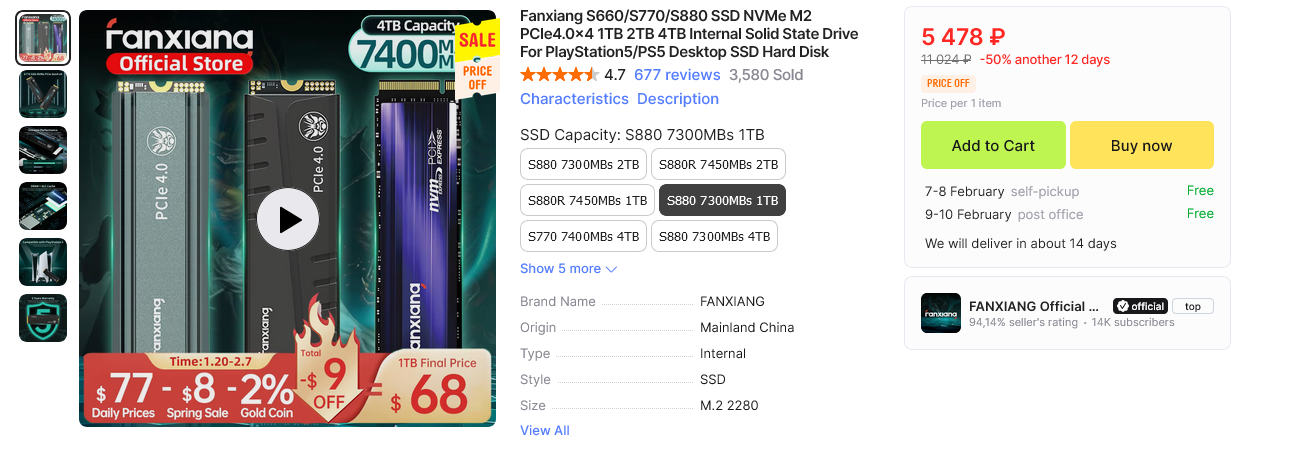 fanxiang
Official Store
4TB Capacity
7400M
SALE
PRICE
OFF
PCIe 4.0
fanxiang
PCIe 4.0
fanxiang
nvm
EXPRESS
PCI
EXPRESS
fanxiang
Time:1.20-2.7
$77 - $8 - 2%
Daily Prices Spring Sale Gold Coin
Total
-$9
OFF
=
1TB Final Price
$68
Fanxiang S660/S770/S880 SSD NVMe M2
PCIe4.0×4 1TB 2TB 4TB Internal Solid State Drive
For PlayStation5/PS5 Desktop SSD Hard Disk
4.7 677 reviews 3,580 Sold
Characteristics Description
SSD Capacity: S880 7300MBs 1TB
S880 7300MBs 2TB S880R 7450MBs 2TB
S880R 7450MBs 1TB S880 7300MBs 1TB
S770 7400MBs 4TB S880 7300MBs 4TB
Show 5 more
Brand Name FANXIANG
Origin Mainland China
Type Internal
Style SSD
Size M.2 2280
View All
5 478 ₽
11 024 ₽ -50% another 12 days
PRICE OFF
Price per 1 item
Add to Cart Buy now
7-8 February self-pickup Free
9-10 February post office Free
We will deliver in about 14 days
fanxiang
FANXIANG Official ... official top
94,14% seller's rating • 14K subscribers